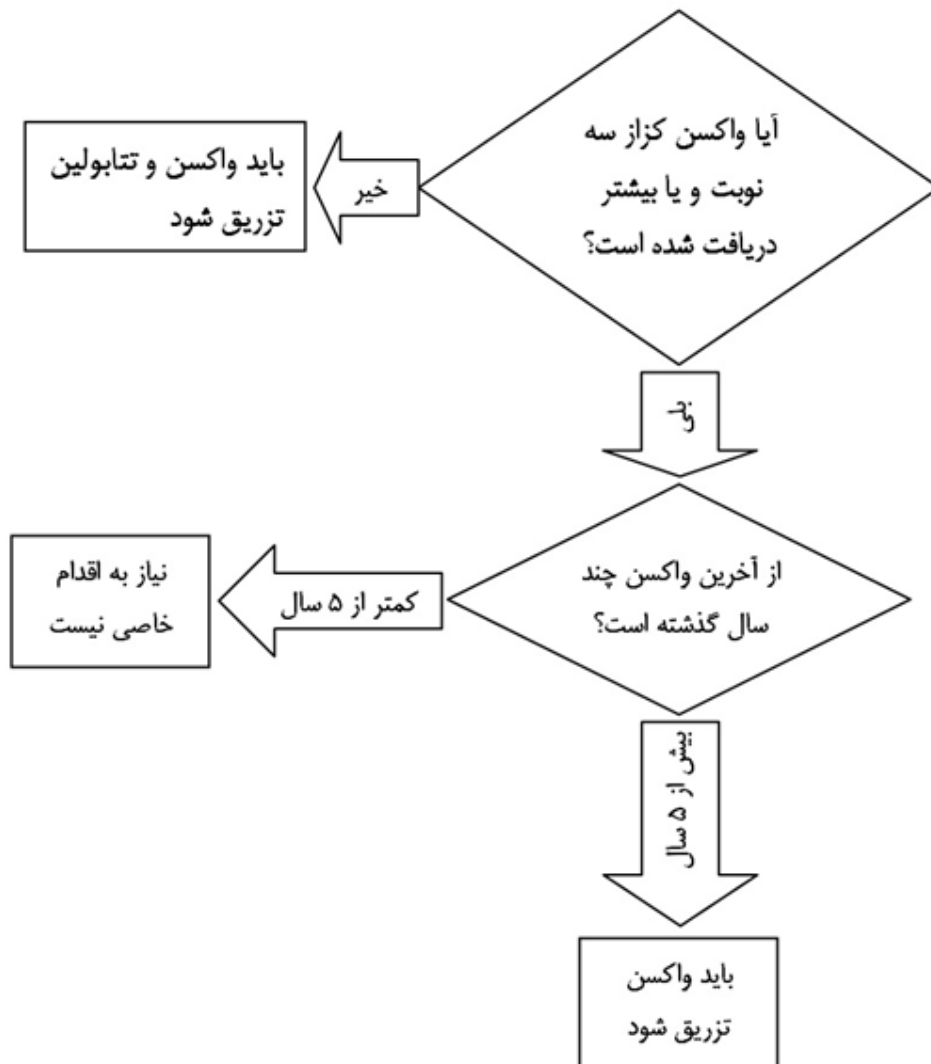 آیا واکسن کزاز سه
نوبت و یا بیشتر
دریافت شده است؟
خیر
باید واکسن و تتابولین
تزریق شود
بلی
از آخرین واکسن چند
سال گذشته است؟
کمتر از ۵ سال
نیاز به اقدام
خاصی نیست
بیش از ۵ سال
باید واکسن
تزریق شود